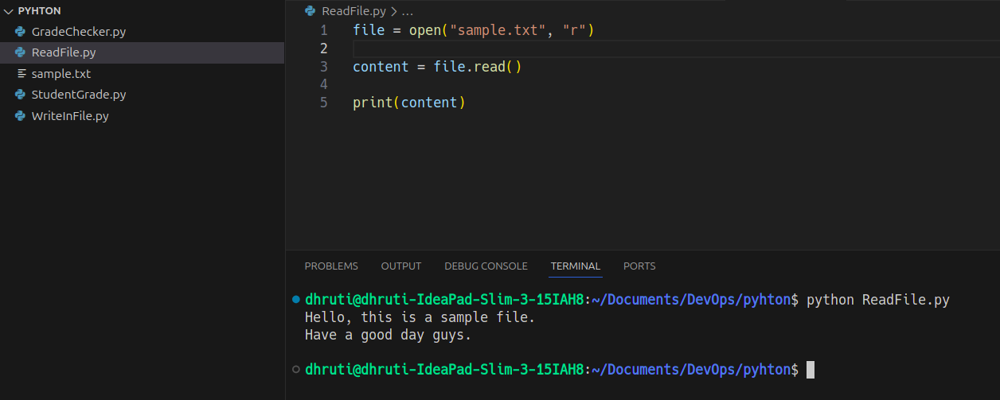 PYHTON
GradeChecker.py
ReadFile.py
sample.txt
StudentGrade.py
WriteInFile.py
ReadFile.py > ...
1 file = open("sample.txt", "r")
2
3 content = file.read()
4
5 print(content)
PROBLEMS OUTPUT DEBUG CONSOLE TERMINAL PORTS
dhruti@dhruti-IdeaPad-Slim-3-15IAH8:~/Documents/DevOps/pyhton$ python ReadFile.py
Hello, this is a sample file.
Have a good day guys.
dhruti@dhruti-IdeaPad-Slim-3-15IAH8:~/Documents/DevOps/pyhton$